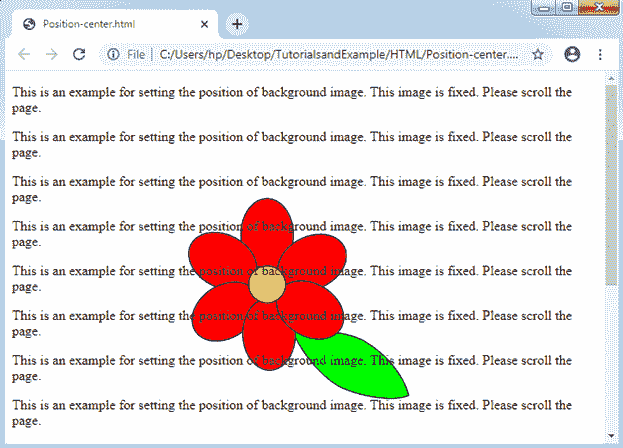 Position-center.html
File
C:/Users/hp/Desktop/TutorialsandExample/HTML/Position-center....
This is an example for setting the position of background image. This image is fixed. Please scroll the
page.
This is an example for setting the position of background image. This image is fixed. Please scroll the
page.
This is an example for setting the position of background image. This image is fixed. Please scroll the
page.
This is an example for setting the position of background image. This image is fixed. Please scroll the
page.
This is an example for setting the position of background image. This image is fixed. Please scroll the
page.
This is an example for setting the position of background image. This image is fixed. Please scroll the
page.
This is an example for setting the position of background image. This image is fixed. Please scroll the
page.
This is an example for setting the position of background image. This image is fixed. Please scroll the
page.